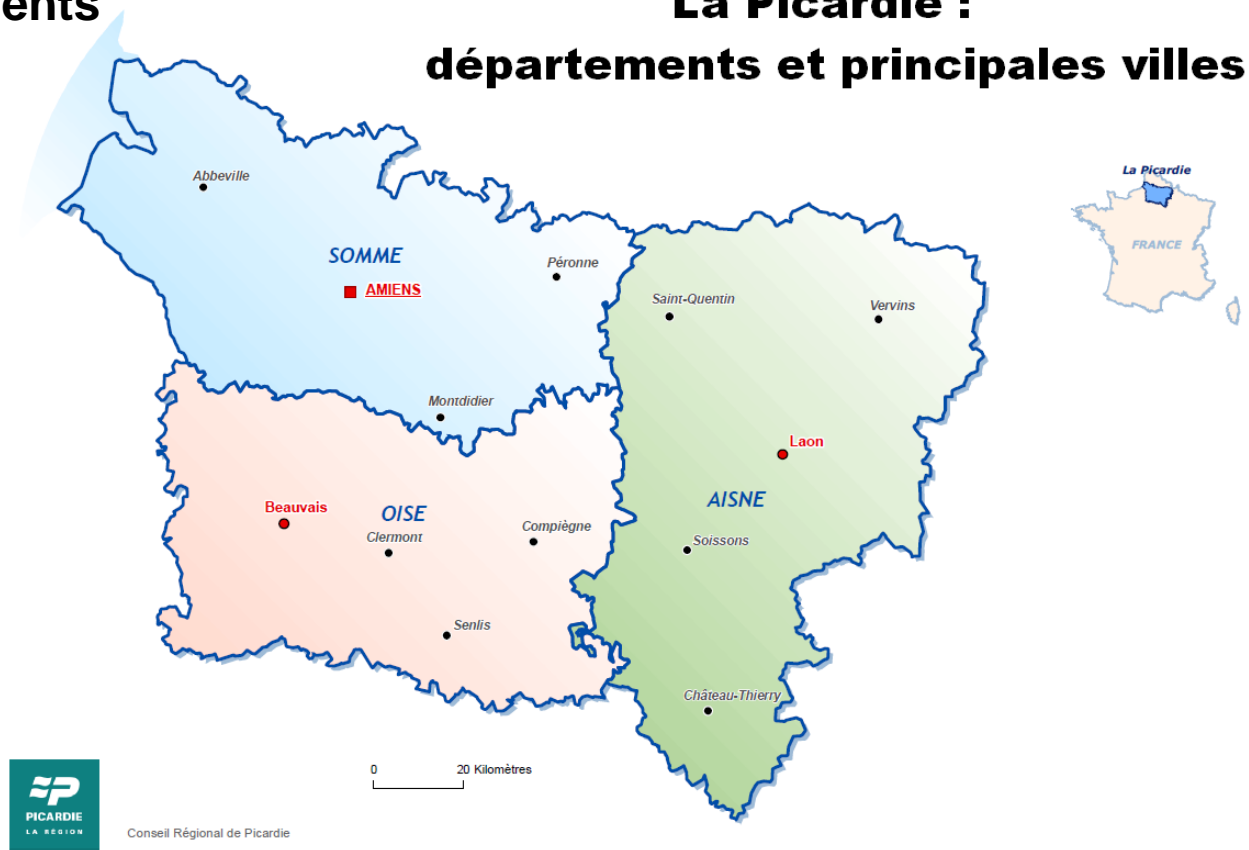 ents
La Picardie :
départements et principales villes
La Picardie
FRANCE
Abbeville
SOMME
AMIENS
Péronne
Saint-Quentin
Vervins
Montdidier
Laon
AISNE
Beauvais
OISE
Clermont
Compiègne
Soissons
Senlis
Château-Thierry
0 20 Kilomètres
PICARDIE
LA RÉGION
Conseil Régional de Picardie